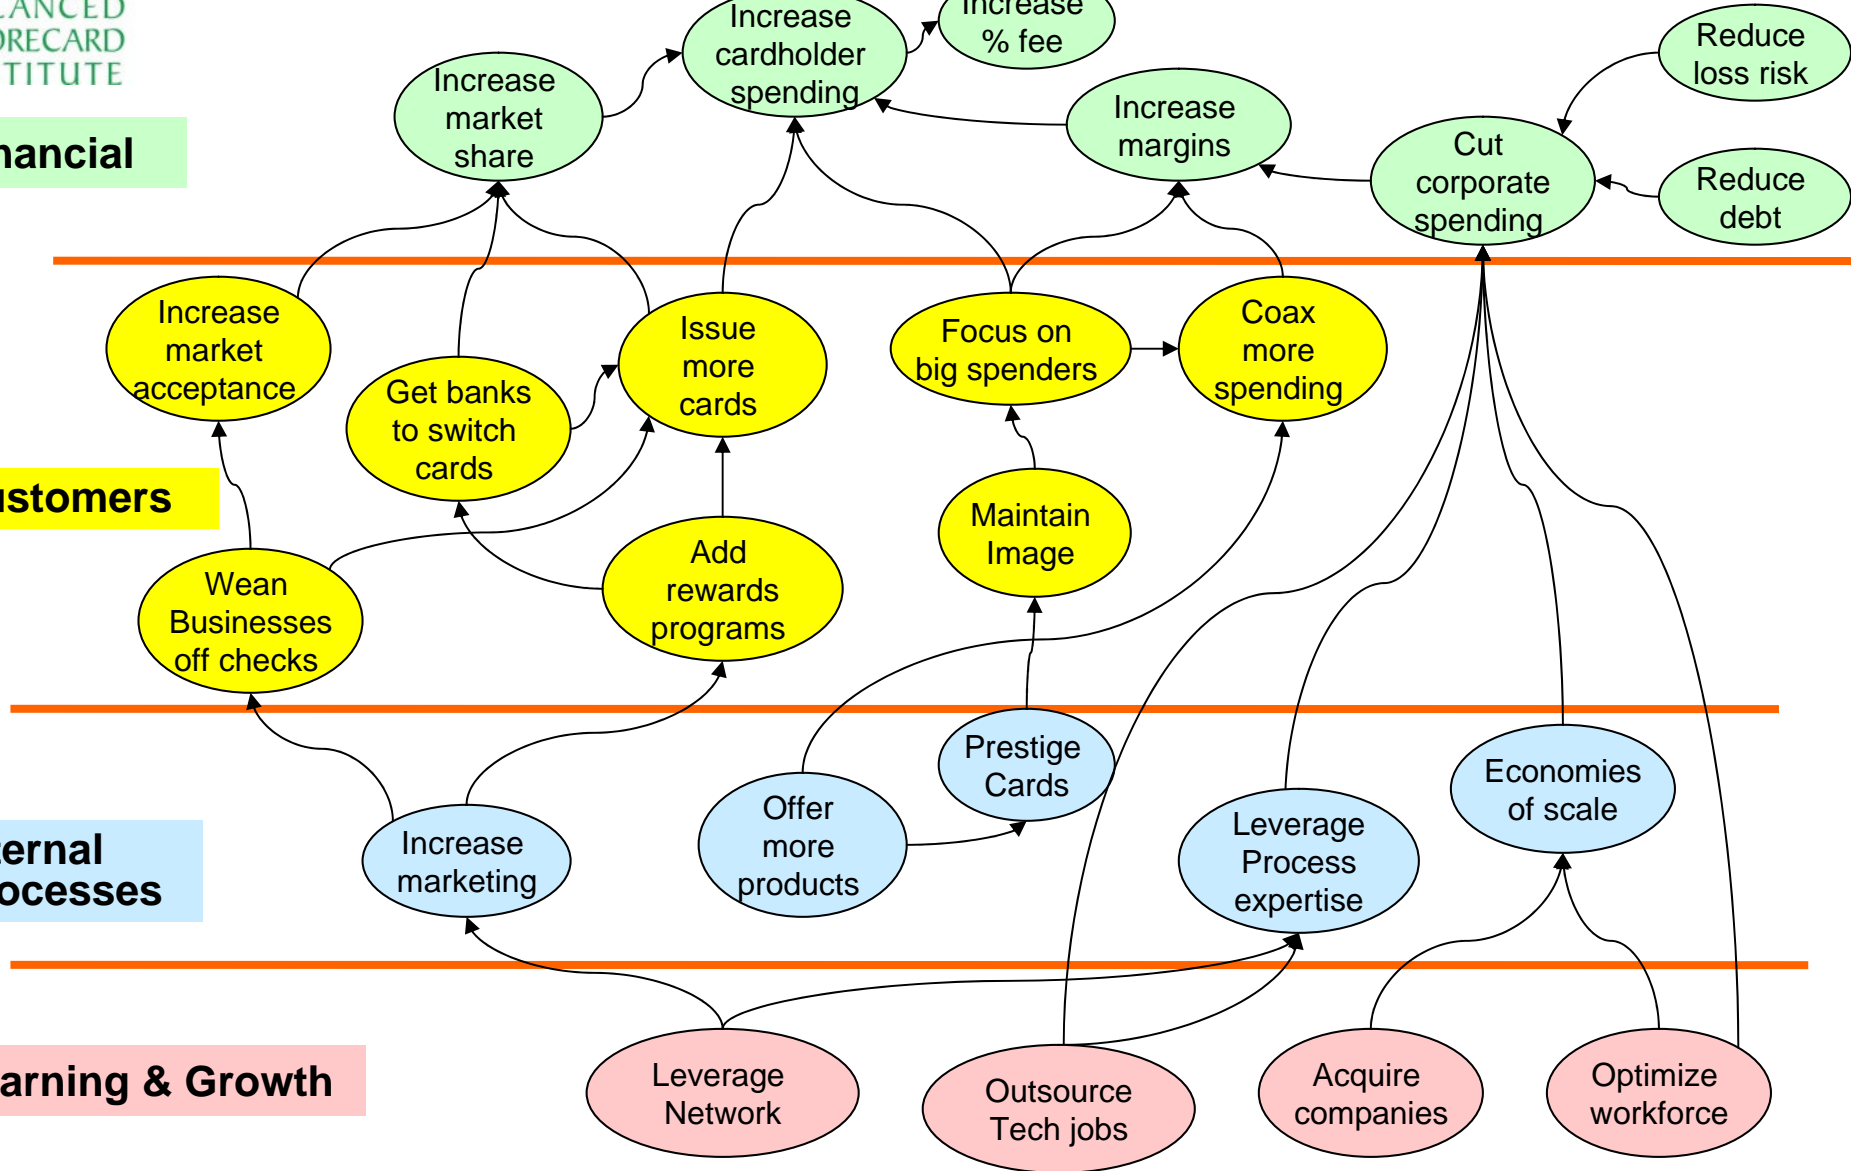 ANCED
ORECARD
TITUTE
Increase
cardholder
spending
Increase
% fee
Reduce
loss risk
Increase
market
share
Increase
margins
Cut
corporate
spending
Reduce
debt
nancial
Increase
market
acceptance
Get banks
to switch
cards
Issue
more
cards
Focus on
big spenders
Coax
more
spending
ustomers
Wean
Businesses
off checks
Add
rewards
programs
Maintain
Image
Prestige
Cards
Economies
of scale
ternal
ocesses
Increase
marketing
Offer
more
products
Leverage
Process
expertise
arning & Growth
Leverage
Network
Outsource
Tech jobs
Acquire
companies
Optimize
workforce